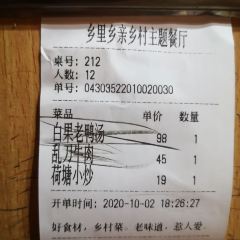 乡里乡亲乡村主题餐厅
桌号: 212
人数: 12
单号: 04303522010020030
菜品 单价 数量
白果老鸭汤 98 1
乱刀牛肉 45 1
荷塘小炒 19 1
开单时间: 2020-10-02 18:26:27
好食材, 乡村菜。老味道, 惹人爱。